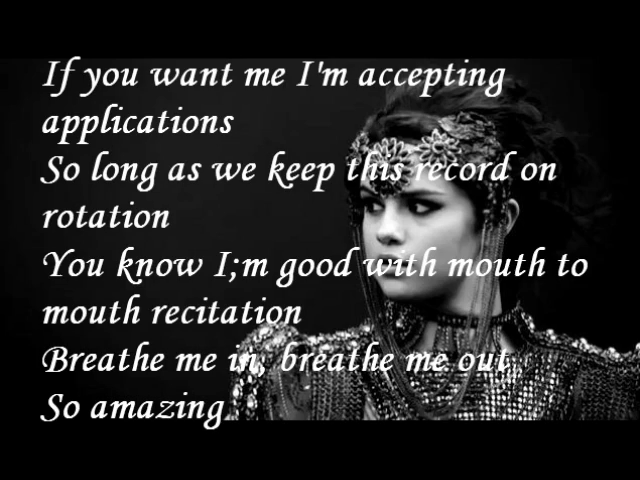 If you want me I'm accepting
applications
So long as we keep this record on
rotation
You know I;m good with mouth to
mouth recitation
Breathe me in, breathe me out
So amazing